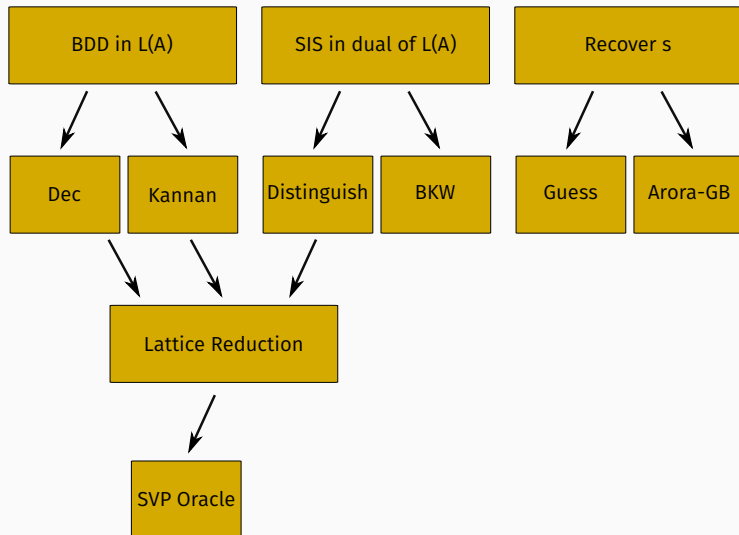 BDD in L(A)
SIS in dual of L(A)
Recover s
Dec
Kannan
Distinguish
BKW
Guess
Arora-GB
Lattice Reduction
SVP Oracle